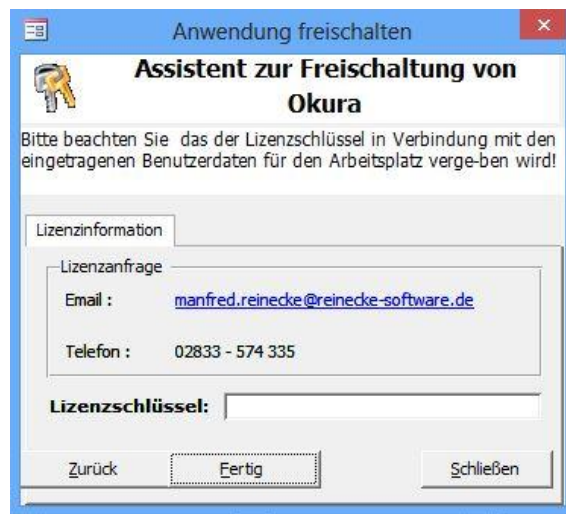 Anwendung freischalten
Assistent zur Freischaltung von
Okura
Bitte beachten Sie das der Lizenzschlüssel in Verbindung mit den
eingetragenen Benutzerdaten für den Arbeitsplatz verge-ben wird!
Lizenzinformation
Lizenzanfrage
Email : manfred.reinecke@reinecke-software.de
Telefon : 02833 - 574 335
Lizenzschlüssel:
Zurück Fertig Schließen